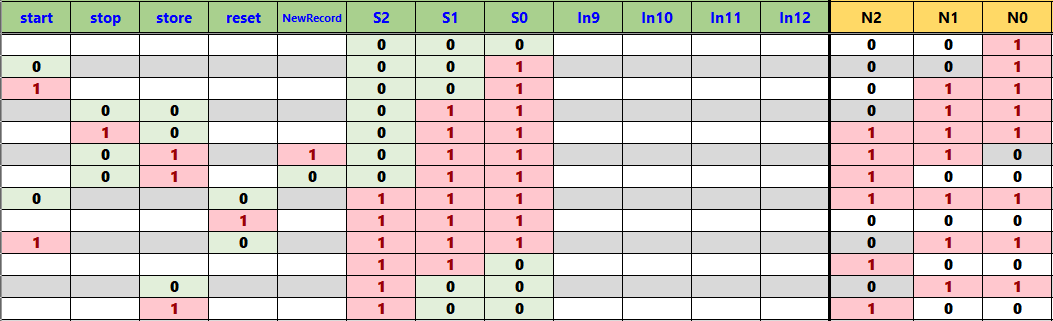 start stop store reset NewRecord S2 S1 S0 In9 In10 In11 In12 N2 N1 N0
0 0 0 0 0 1
0 0 0 1 0 0 1
1 0 0 1 0 1 1
0 0 0 1 1 0 1 1
1 0 0 1 1 1 1 1
0 1 1 0 1 1 1 1 0
0 1 0 0 1 1 1 0 0
0 0 1 1 1 1 1 1
1 1 1 1 0 0 0
1 0 1 1 1 0 1 1
1 1 0 1 0 0
0 1 0 0 0 1 1
1 1 0 0 1 0 0